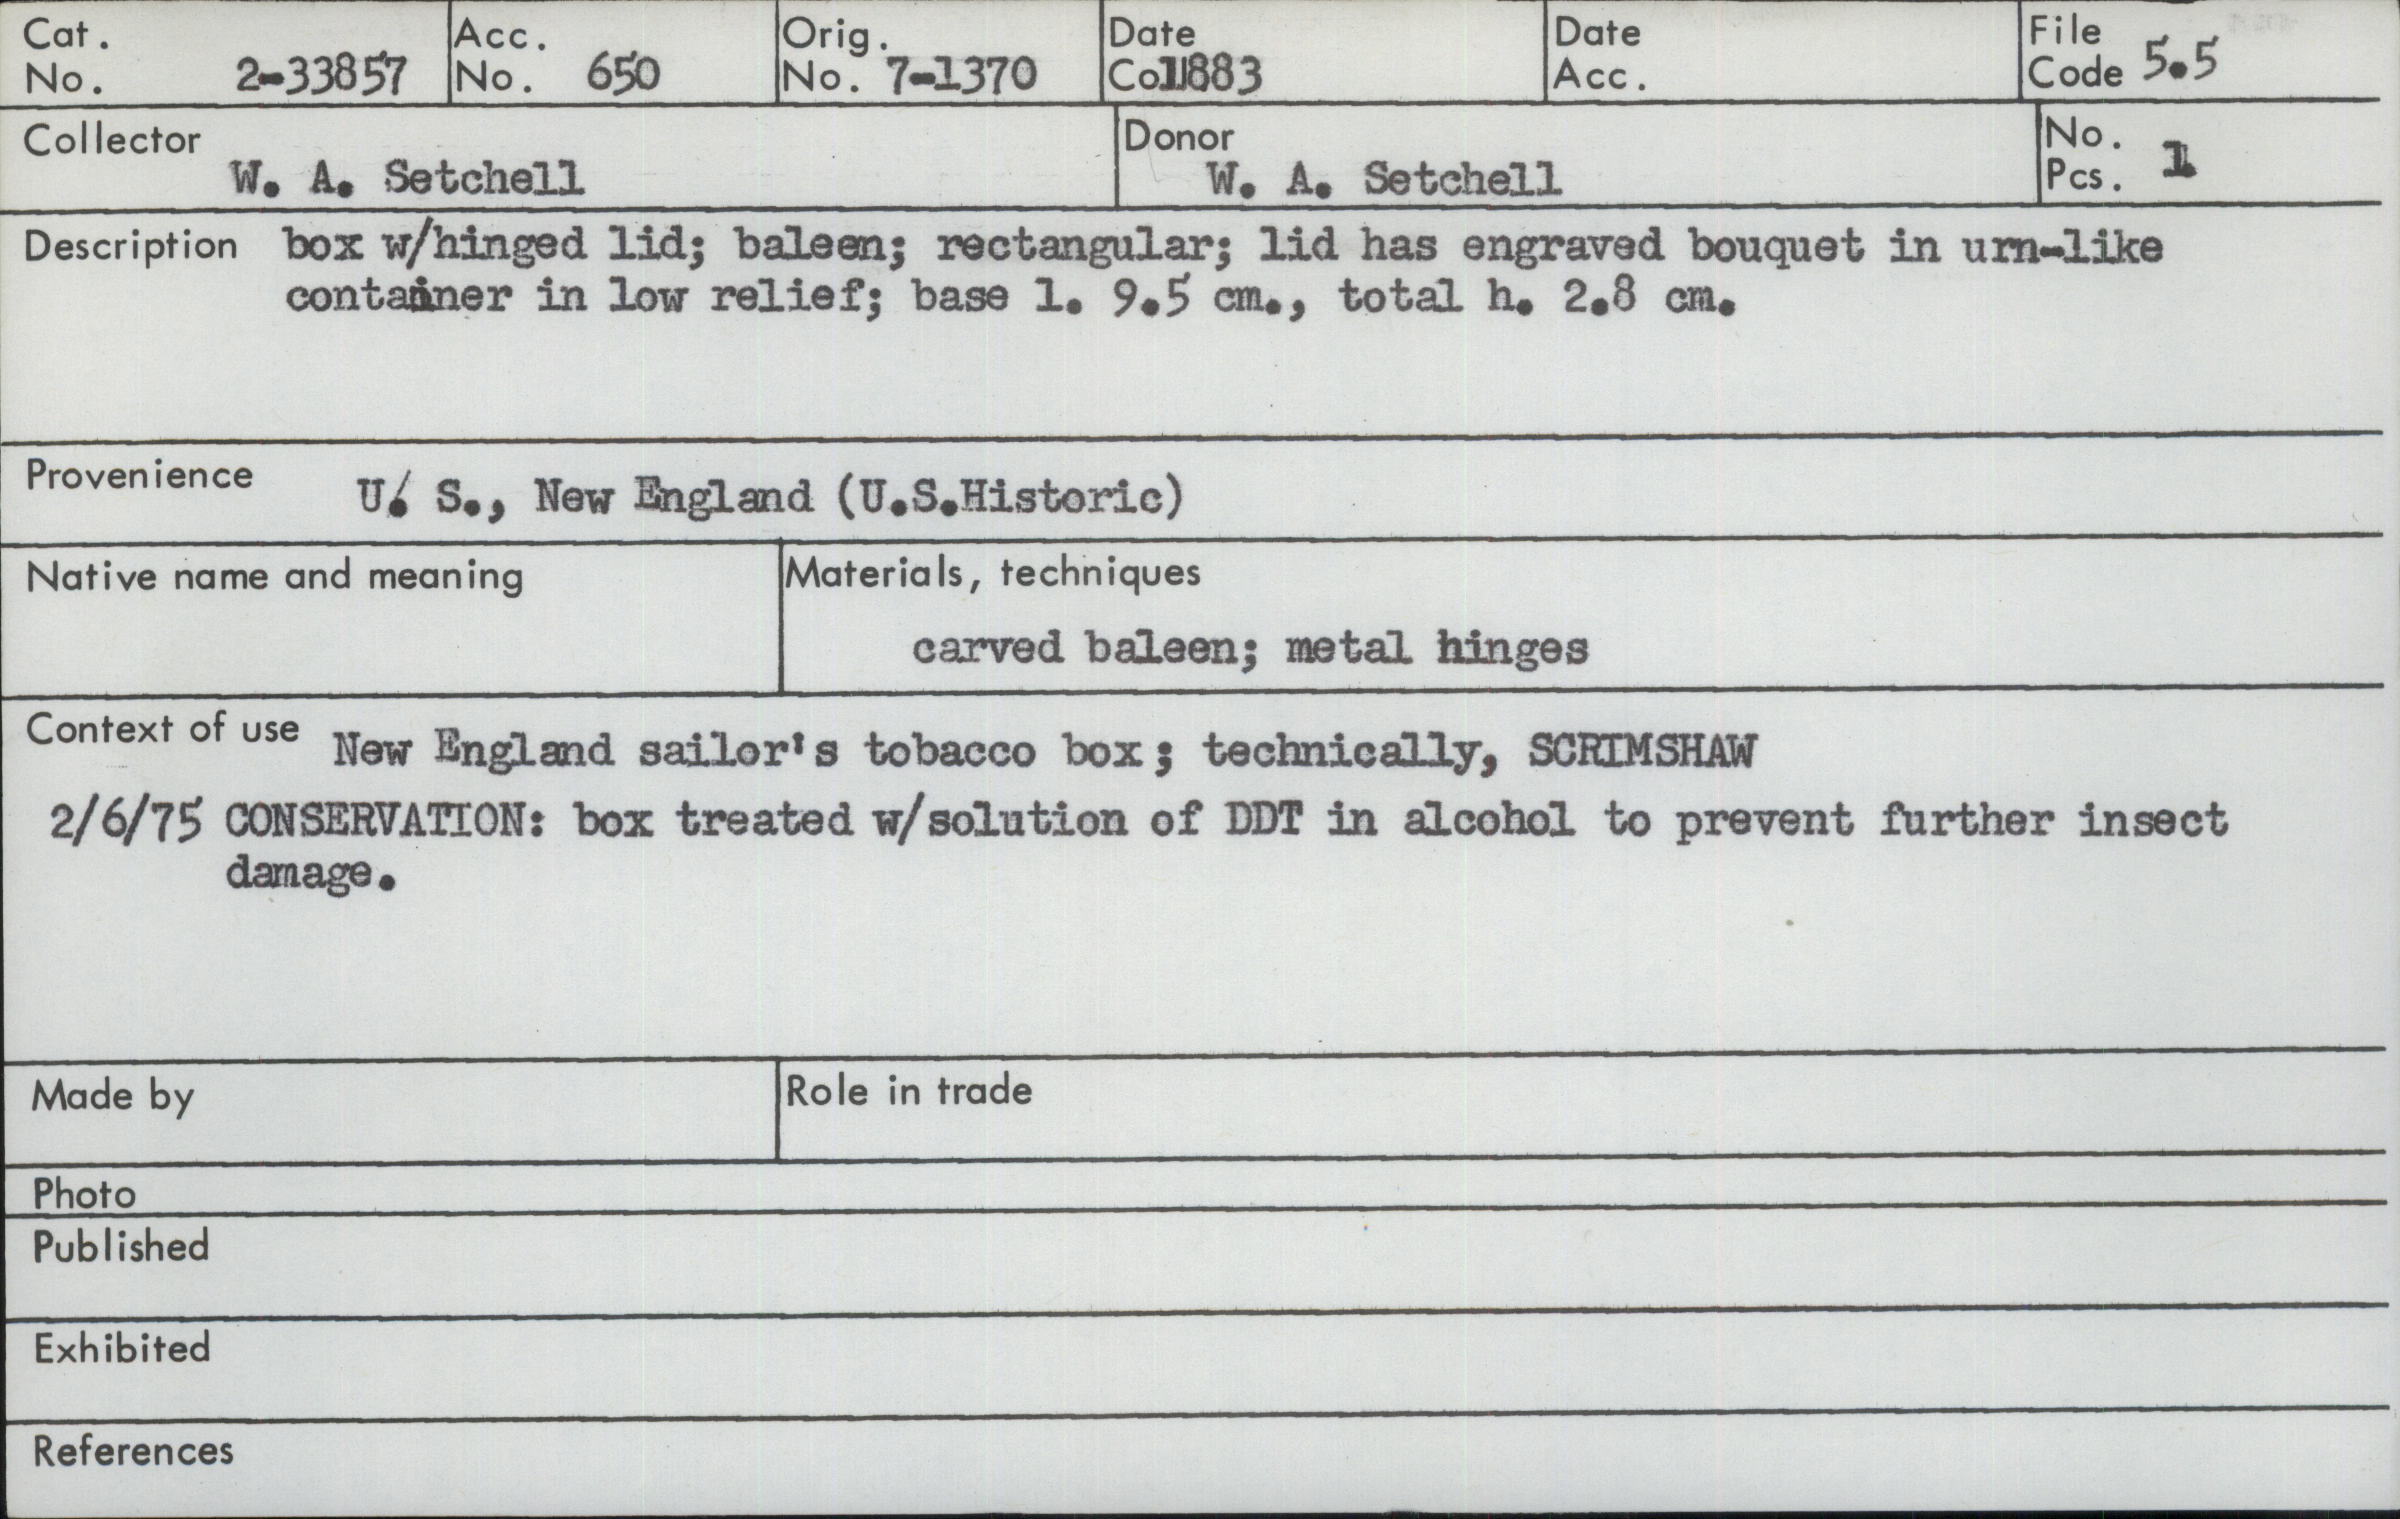 Cat. No. 2-33857 Acc. No. 650 Orig. No. 7-1370 Date Coll 1883 Date Acc. File Code 5.5
Collector W. A. Setchell Donor W. A. Setchell No. Pcs. 1
Description box w/hinged lid; baleen; rectangular; lid has engraved bouquet in urn-like
container in low relief; base l. 9.5 cm., total h. 2.8 cm.
Provenience U. S., New England (U.S.Historic)
Native name and meaning Materials, techniques
carved baleen; metal hinges
Context of use New England sailor's tobacco box; technically, SCRIMSHAW
2/6/75 CONSERVATION: box treated w/solution of DDT in alcohol to prevent further insect
damage.
Made by Role in trade
Photo
Published
Exhibited
References